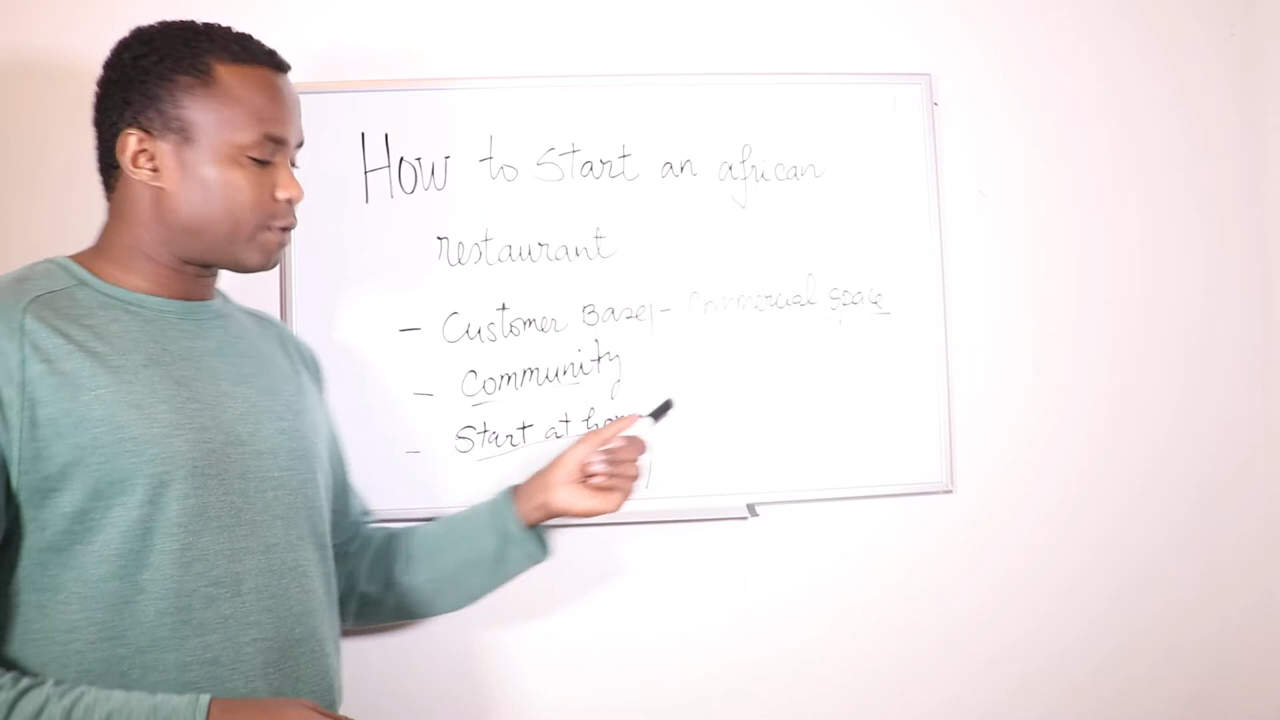 How to Start an african
restaurant
- Customer Base - Commercial space
- Community
- Start at